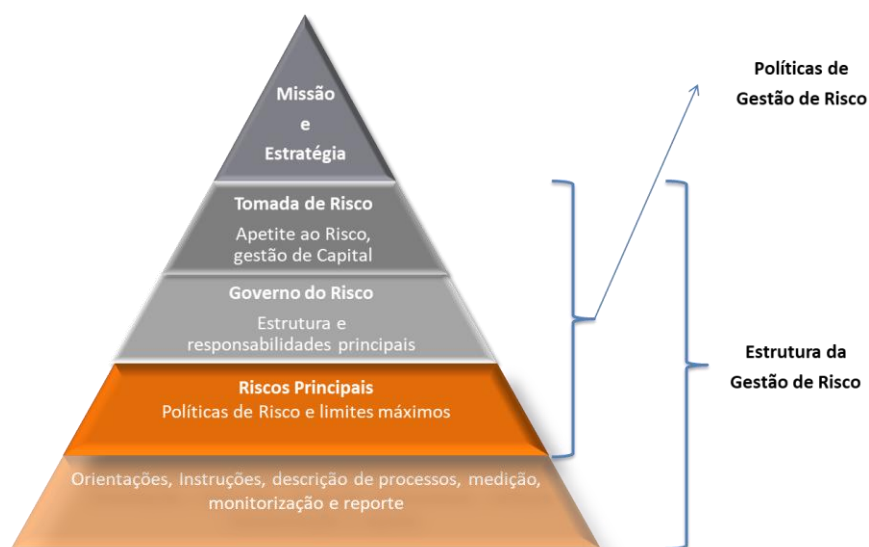 Missão
e
Estratégia
Tomada de Risco
Apetite ao Risco,
gestão de Capital
Governo do Risco
Estrutura e
responsabilidades principais
Riscos Principais
Políticas de Risco e limites máximos
Orientações, Instruções, descrição de processos, medição,
monitorização e reporte
Políticas de
Gestão de Risco
Estrutura da
Gestão de Risco